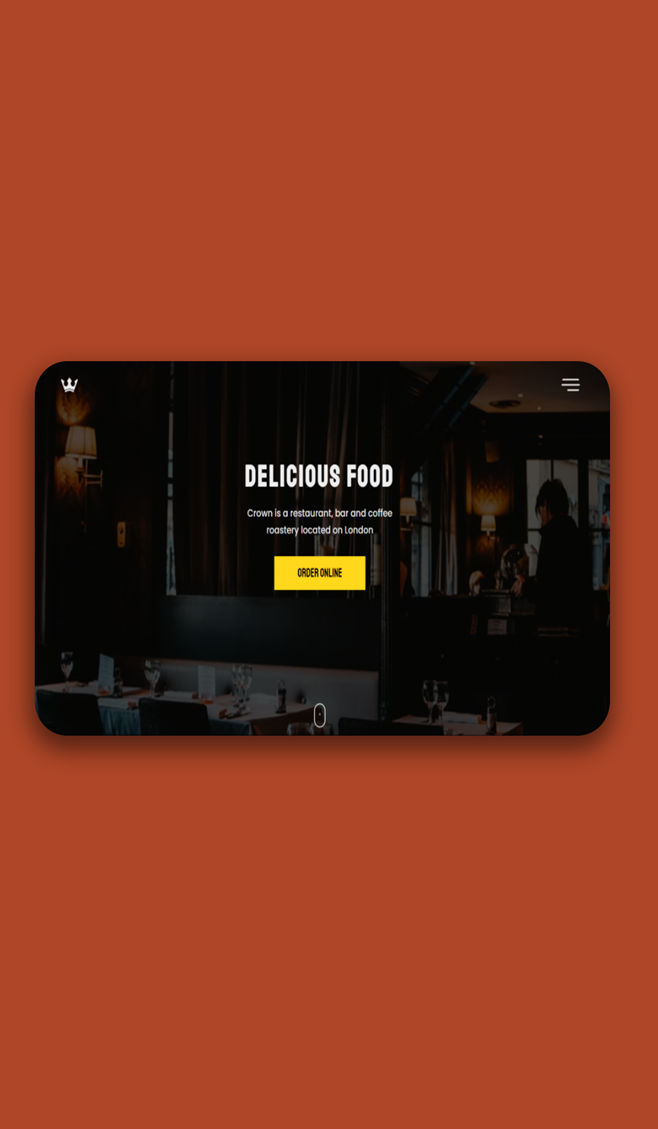 DELICIOUS FOOD
Crown is a restaurant, bar and coffee
roastery located on London
ORDER ONLINE